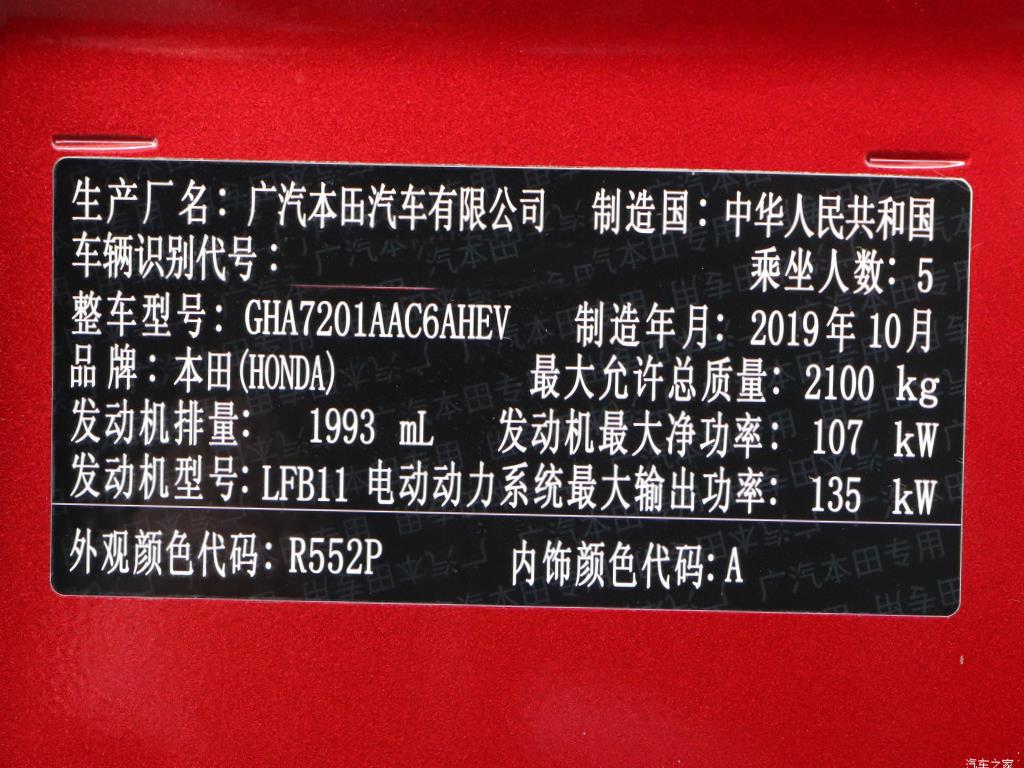 生产厂名：广汽本田汽车有限公司 制造国：中华人民共和国
车辆识别代号： 乘坐人数：5
整车型号：GHA7201AAC6AHEV 制造年月：2019年10月
品牌：本田(HONDA) 最大允许总质量：2100 kg
发动机排量： 1993 mL 发动机最大净功率： 107 kW
发动机型号：LFB11 电动动力系统最大输出功率： 135 kW
外观颜色代码：R552P 内饰颜色代码：A
汽车之家